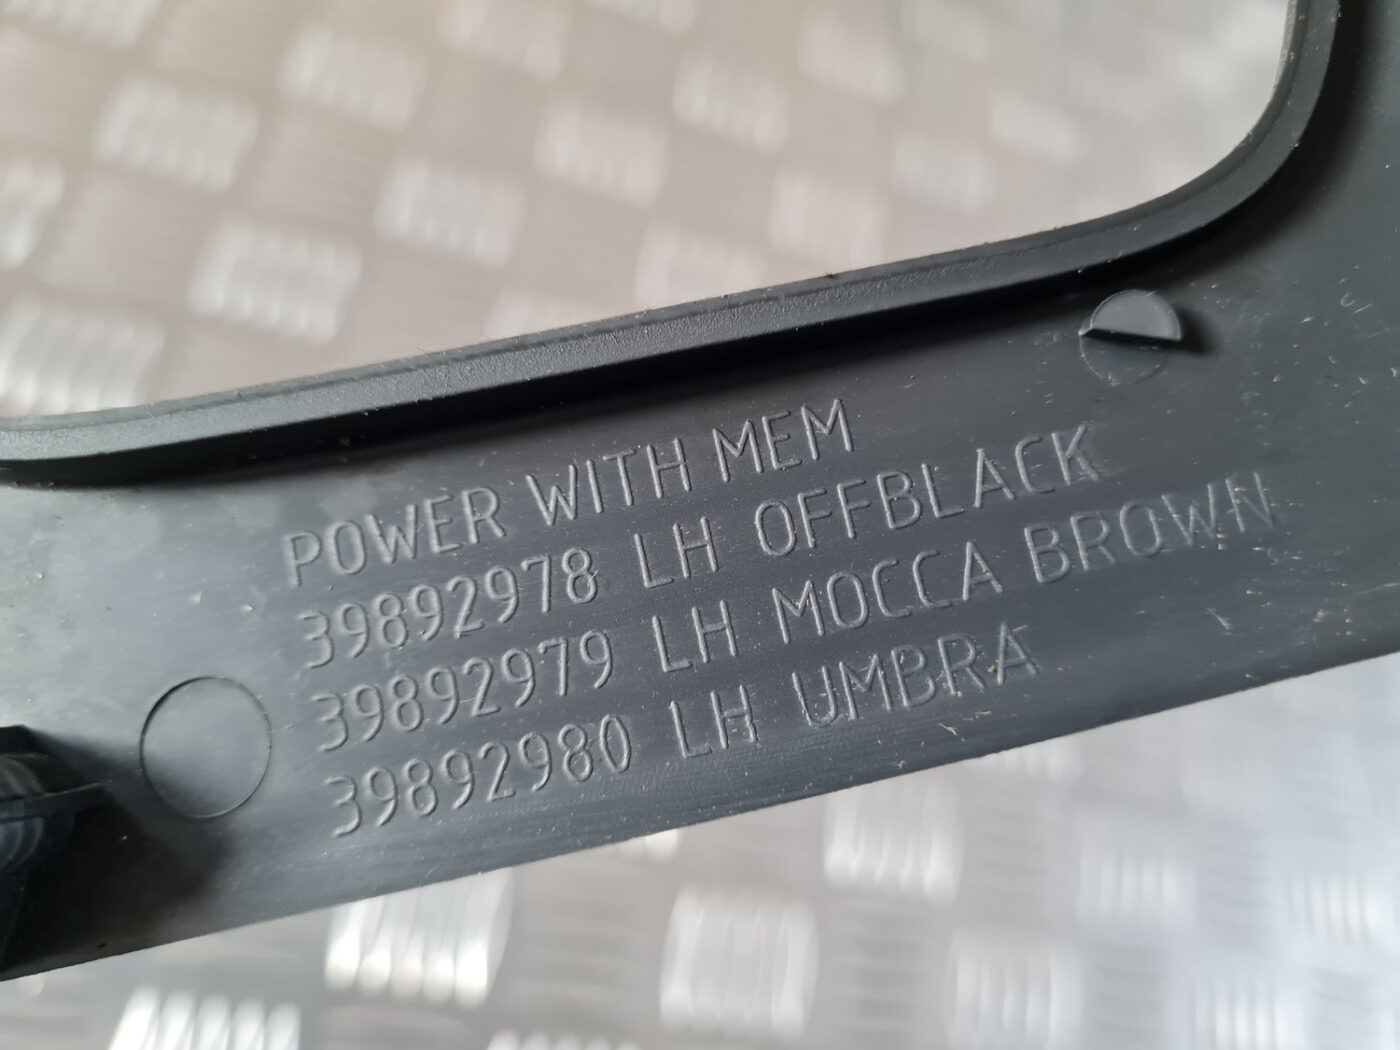 POWER WITH MEM
39892978 LH OFFBLACK
39892979 LH MOCCA BROWN
39892980 LH UMBRA